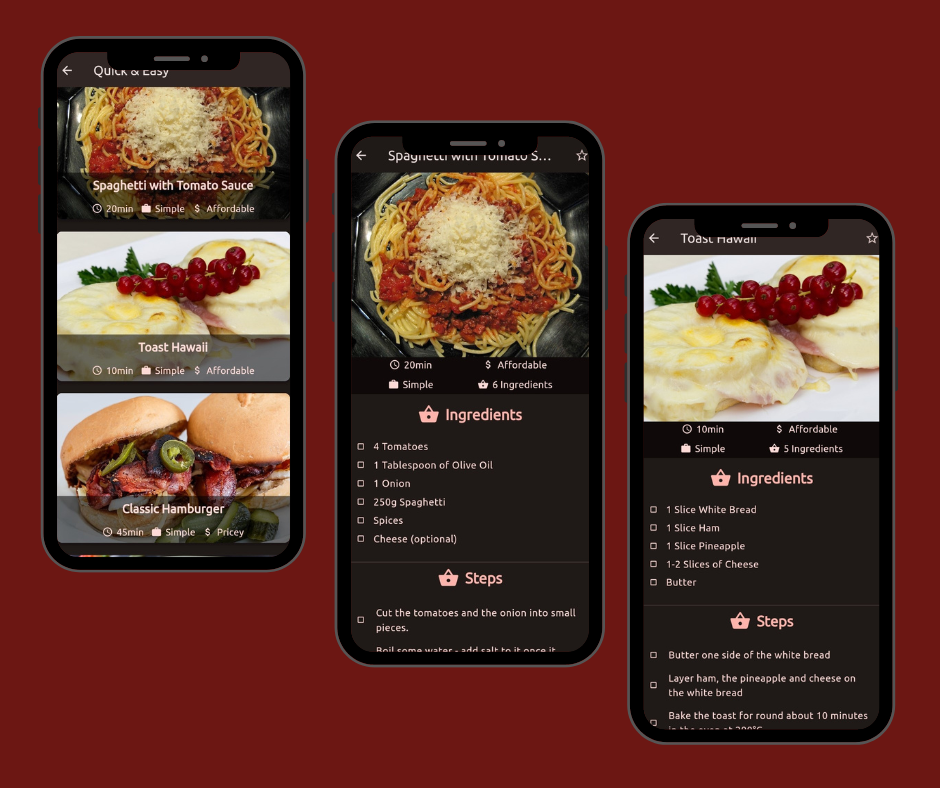 Quick & Easy
Spaghetti with Tomato Sauce
20min Simple $ Affordable
Toast Hawaii
10min Simple $ Affordable
Classic Hamburger
45min Simple $ Pricey
Spaghetti with Tomato S...
20min $ Affordable
Simple 6 Ingredients
Ingredients
4 Tomatoes
1 Tablespoon of Olive Oil
1 Onion
250g Spaghetti
Spices
Cheese (optional)
Steps
Cut the tomatoes and the onion into small
pieces.
Boil some water - add salt to it once it
Toast Hawaii
10min $ Affordable
Simple 5 Ingredients
Ingredients
1 Slice White Bread
1 Slice Ham
1 Slice Pineapple
1-2 Slices of Cheese
Butter
Steps
Butter one side of the white bread
Layer ham, the pineapple and cheese on
the white bread
Bake the toast for round about 10 minutes
in the oven at 200°C